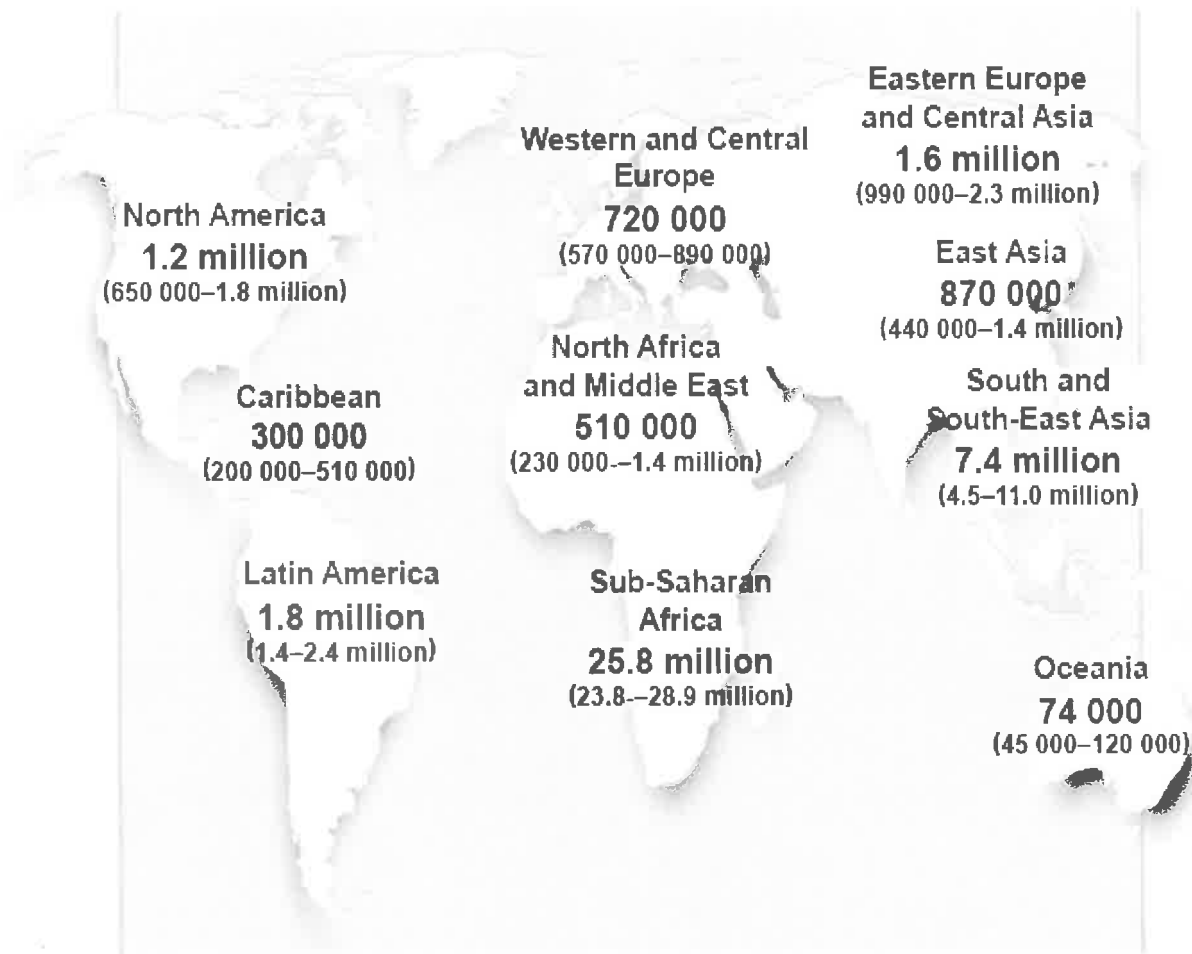 Eastern Europe
and Central Asia
1.6 million
(990 000–2.3 million)
Western and Central
Europe
720 000
(570 000–890 000)
North America
1.2 million
(650 000–1.8 million)
East Asia
870 000
(440 000–1.4 million)
North Africa
and Middle East
510 000
(230 000-–1.4 million)
Caribbean
300 000
(200 000–510 000)
South and
South-East Asia
7.4 million
(4.5–11.0 million)
Latin America
1.8 million
(1.4–2.4 million)
Sub-Saharan
Africa
25.8 million
(23.8-–28.9 million)
Oceania
74 000
(45 000–120 000)